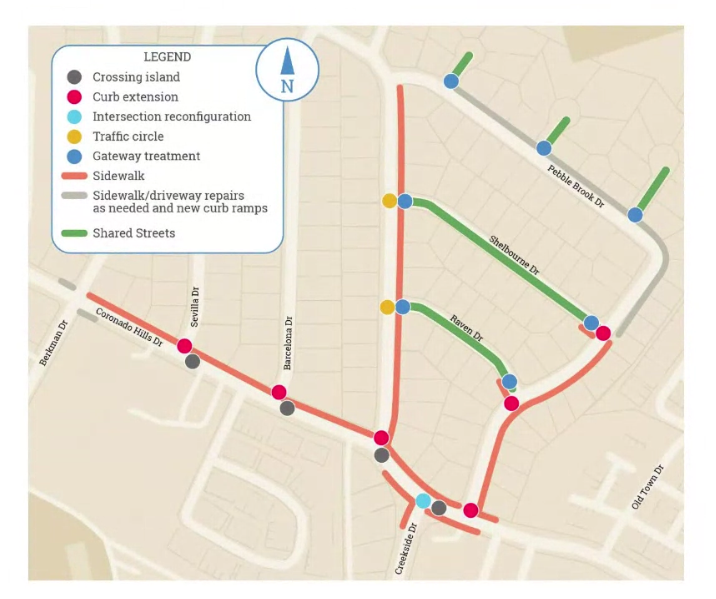 LEGEND
Crossing island
Curb extension
Intersection reconfiguration
Traffic circle
Gateway treatment
Sidewalk
Sidewalk/driveway repairs
as needed and new curb ramps
Shared Streets
N
Pebble Brook Dr
Shelbourne Dr
Raven Dr
Sevilla Dr
Barcelona Dr
Coronado Hills Dr
Berkman Dr
Creekside Dr
Old Town Dr